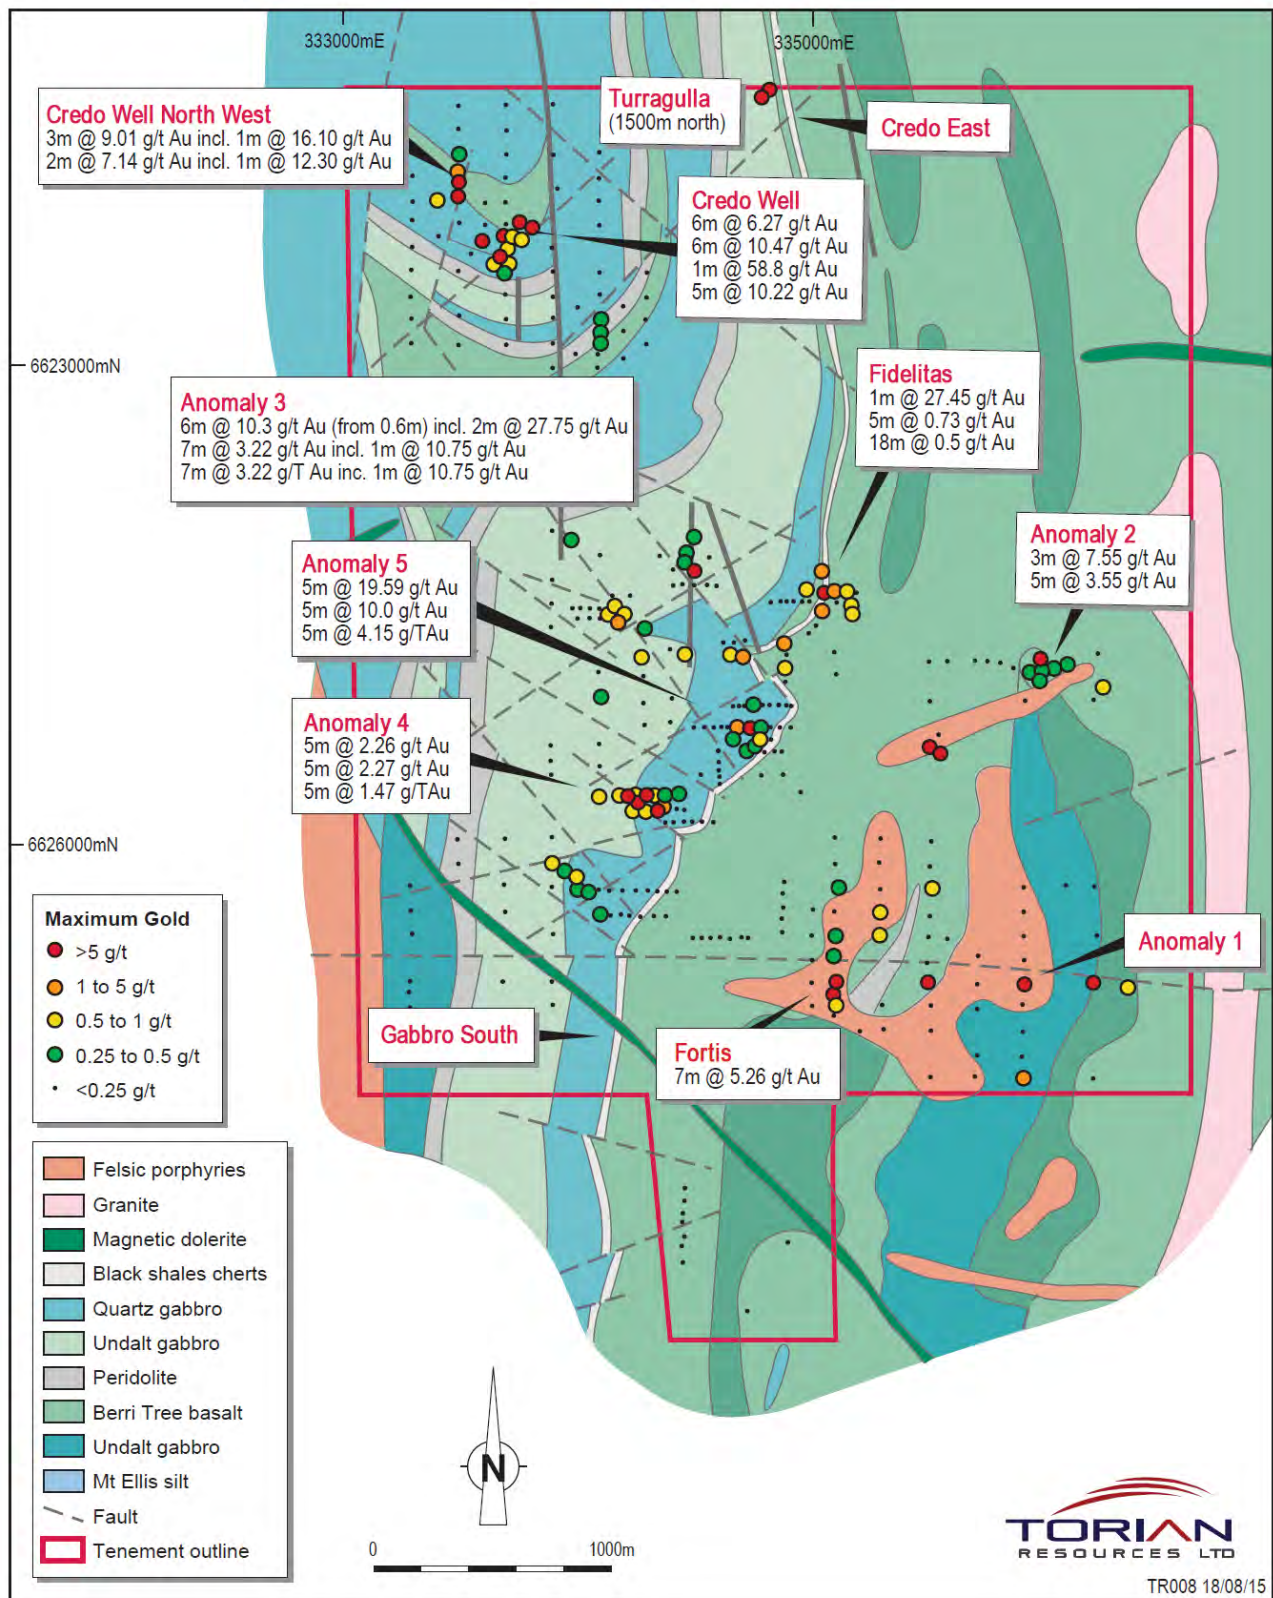 333000mE
335000mE
Credo Well North West
3m @ 9.01 g/t Au incl. 1m @ 16.10 g/t Au
2m @ 7.14 g/t Au incl. 1m @ 12.30 g/t Au
Turragulla
(1500m north)
Credo East
Credo Well
6m @ 6.27 g/t Au
6m @ 10.47 g/t Au
1m @ 58.8 g/t Au
5m @ 10.22 g/t Au
6623000mN
Fidelitas
1m @ 27.45 g/t Au
5m @ 0.73 g/t Au
18m @ 0.5 g/t Au
Anomaly 3
6m @ 10.3 g/t Au (from 0.6m) incl. 2m @ 27.75 g/t Au
7m @ 3.22 g/t Au incl. 1m @ 10.75 g/t Au
7m @ 3.22 g/T Au inc. 1m @ 10.75 g/t Au
Anomaly 2
3m @ 7.55 g/t Au
5m @ 3.55 g/t Au
Anomaly 5
5m @ 19.59 g/t Au
5m @ 10.0 g/t Au
5m @ 4.15 g/TAu
Anomaly 4
5m @ 2.26 g/t Au
5m @ 2.27 g/t Au
5m @ 1.47 g/TAu
6626000mN
Maximum Gold
>5 g/t
1 to 5 g/t
0.5 to 1 g/t
0.25 to 0.5 g/t
<0.25 g/t
Anomaly 1
Gabbro South
Fortis
7m @ 5.26 g/t Au
Felsic porphyries
Granite
Magnetic dolerite
Black shales cherts
Quartz gabbro
Undalt gabbro
Peridolite
Berri Tree basalt
Undalt gabbro
Mt Ellis silt
Fault
Tenement outline
N
0
1000m
TORIAN
RESOURCES LTD
TR008 18/08/15